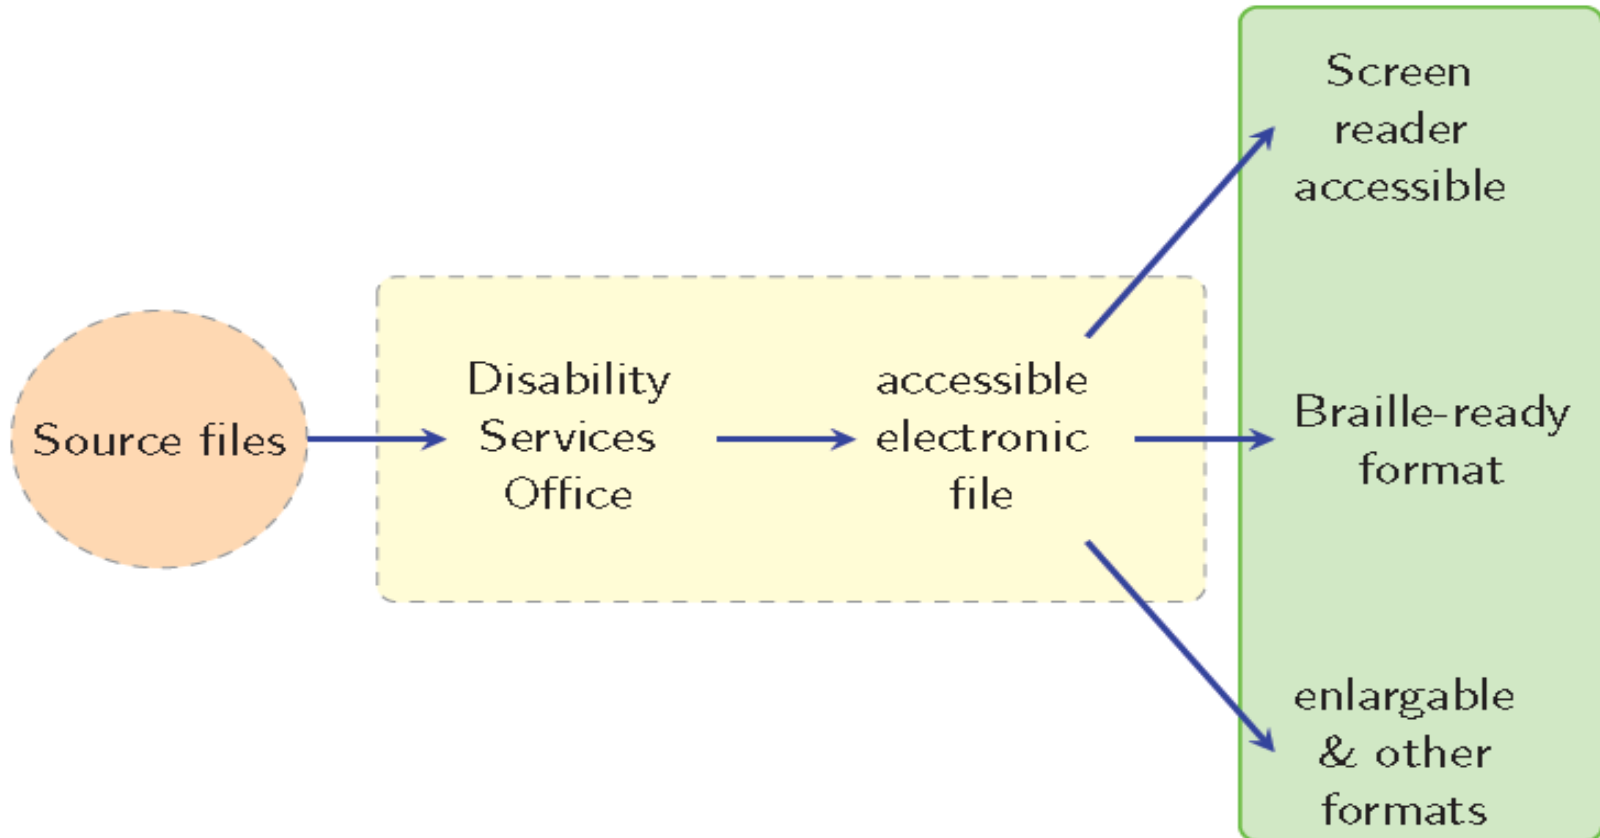 Source files
Disability
Services
Office
accessible
electronic
file
Screen
reader
accessible
Braille-ready
format
enlargable
& other
formats